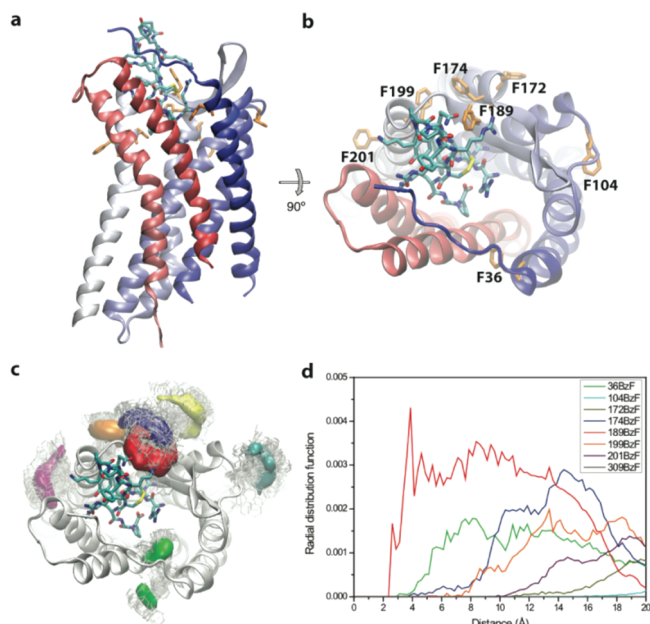 a
b
F174
F172
F199
F189
F201
F104
F36
90°
c
d
0.005
0.004
0.003
0.002
0.001
0.000
Radial distribution function
36BzF
104BzF
172BzF
174BzF
189BzF
199BzF
201BzF
309BzF
0 2 4 6 8 10 12 14 16 18 20
Distance (Å)